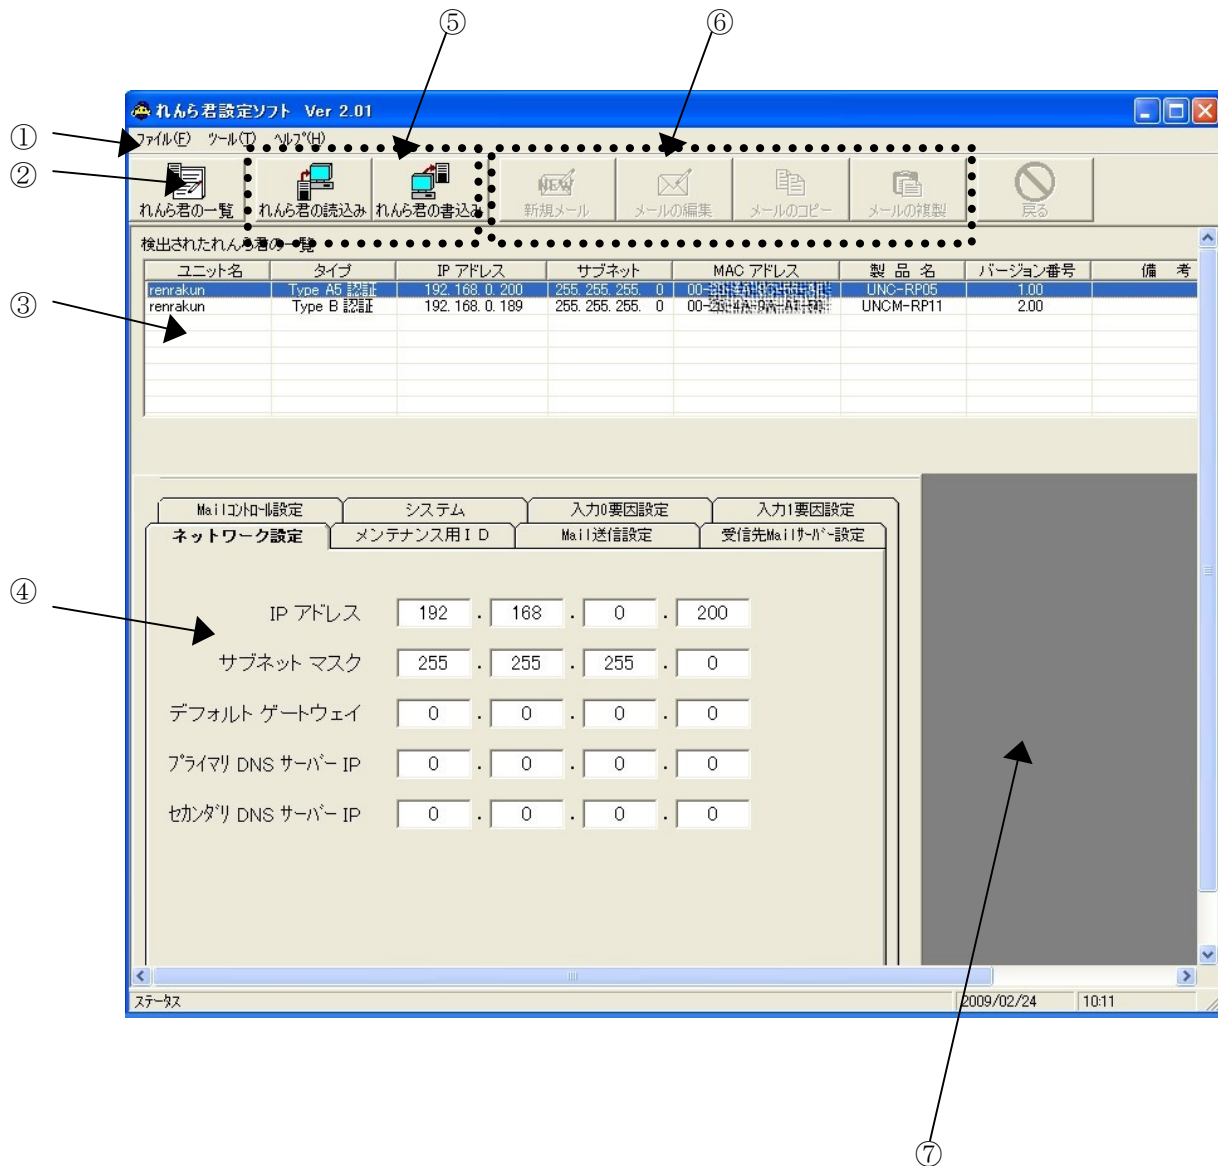 ⑤ ⑥
れんら君設定ソフト Ver 2.01
①
ファイル(F) ツール(T) ヘルプ(H)
②
れんら君の一覧 れんら君の読込み れんら君の書込み 新規メール メールの編集 メールのコピー メールの複製 戻る
検出されたれんら君の一覧
ユニット名 タイプ IP アドレス サブネット MAC アドレス 製 品 名 バージョン番号 備 考
renrakun Type A5 認証 192. 168. 0. 200 255. 255. 255. 0 UNC-RP05 1.00
③
renrakun Type B 認証 192. 168. 0. 189 255. 255. 255. 0 UNCM-RP11 2.00
Mailコントロール設定 システム 入力0要因設定 入力1要因設定
ネットワーク設定 メンテナンス用ＩＤ Mail送信設定 受信先Mailサーバー設定
④
IP アドレス 192 . 168 . 0 . 200
サブネット マスク 255 . 255 . 255 . 0
デフォルト ゲートウェイ 0 . 0 . 0 . 0
プライマリ DNS サーバー IP 0 . 0 . 0 . 0
セカンダリ DNS サーバー IP 0 . 0 . 0 . 0
ステータス 2009/02/24 10:11
⑦